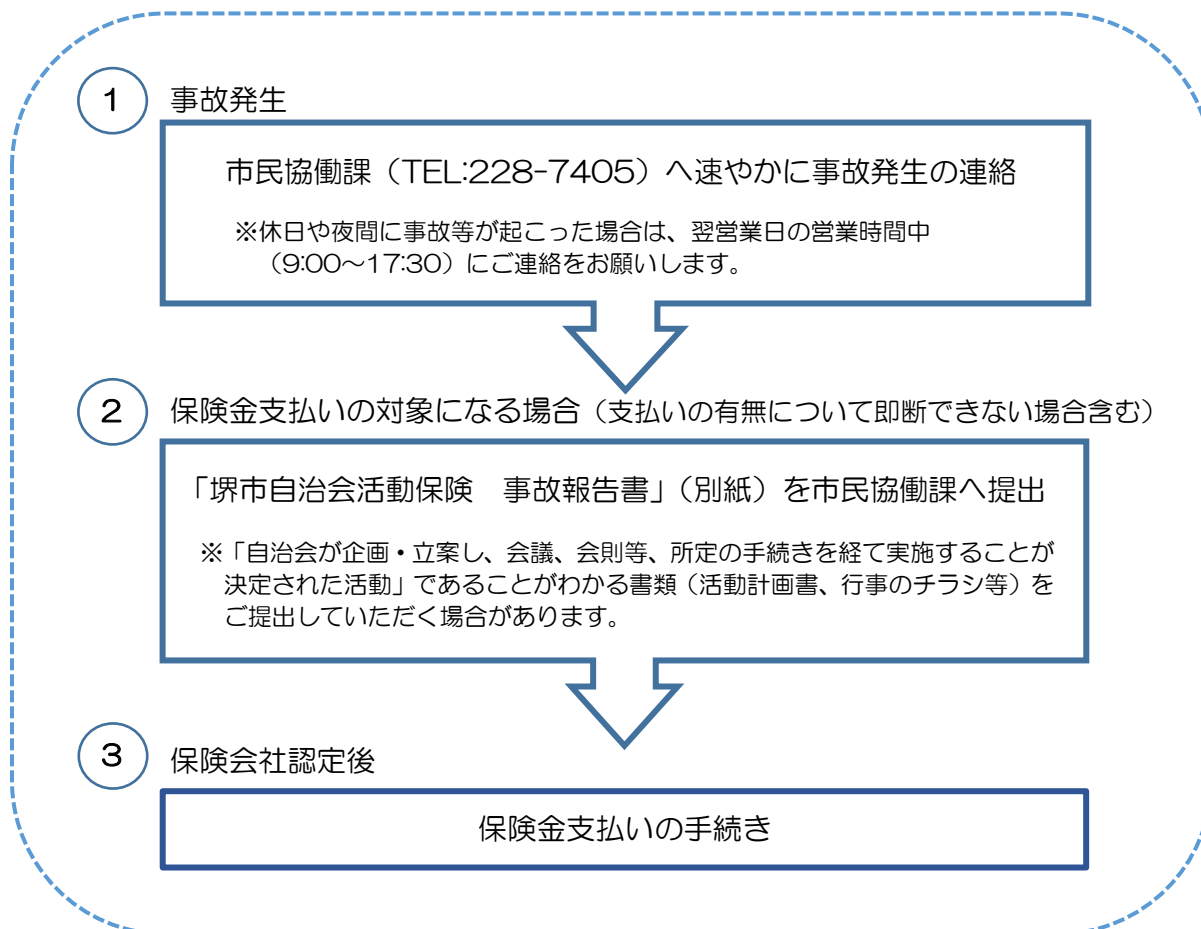 1 事故発生
市民協働課(TEL:228-7405)へ速やかに事故発生の連絡
※休日や夜間に事故等が起こった場合は、翌営業日の営業時間中
(9:00~17:30)にご連絡をお願いします。
2 保険金支払いの対象になる場合(支払いの有無について即断できない場合含む)
「堺市自治会活動保険 事故報告書」(別紙)を市民協働課へ提出
※「自治会が企画・立案し、会議、会則等、所定の手続きを経て実施することが
決定された活動」であることがわかる書類(活動計画書、行事のチラシ等)を
ご提出していただく場合があります。
3 保険会社認定後
保険金支払いの手続き